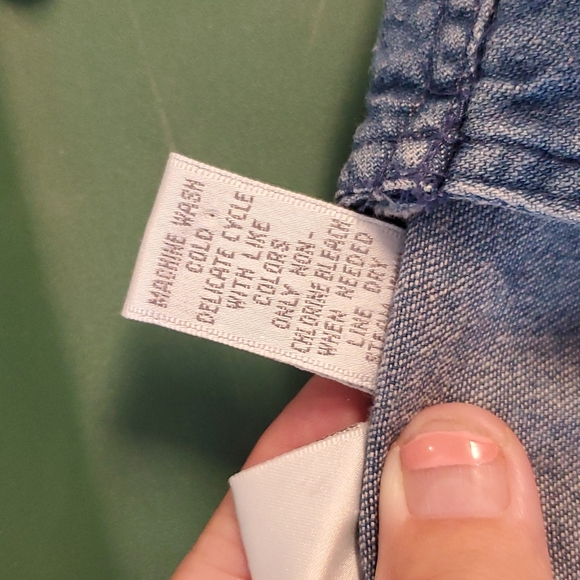 MACHINE WASH
COLD,
DELICATE CYCLE
WITH LIKE
COLORS
ONLY NON-
CHLORINE BLEACH
WHEN NEEDED
LINE DRY